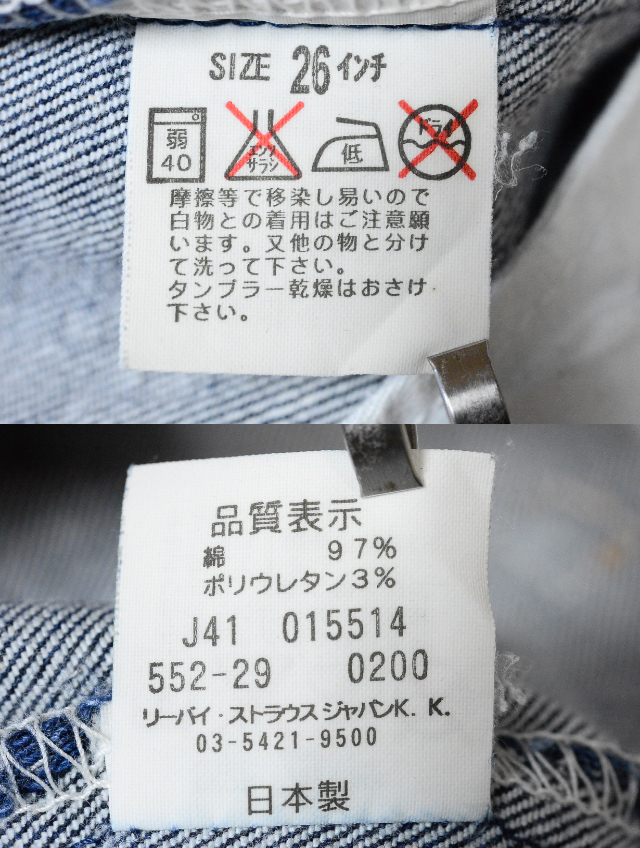 SIZE 26 インチ
弱
40
エンソ
サラシ
低
ドライ
摩擦等で移染し易いので
白物との着用はご注意願
います。又他の物と分け
て洗って下さい。
タンブラー乾燥はおさけ
下さい。
品質表示
綿 97%
ポリウレタン3%
J41 015514
552-29 0200
リーバイ・ストラウス ジャパンK. K.
03-5421-9500
日本製